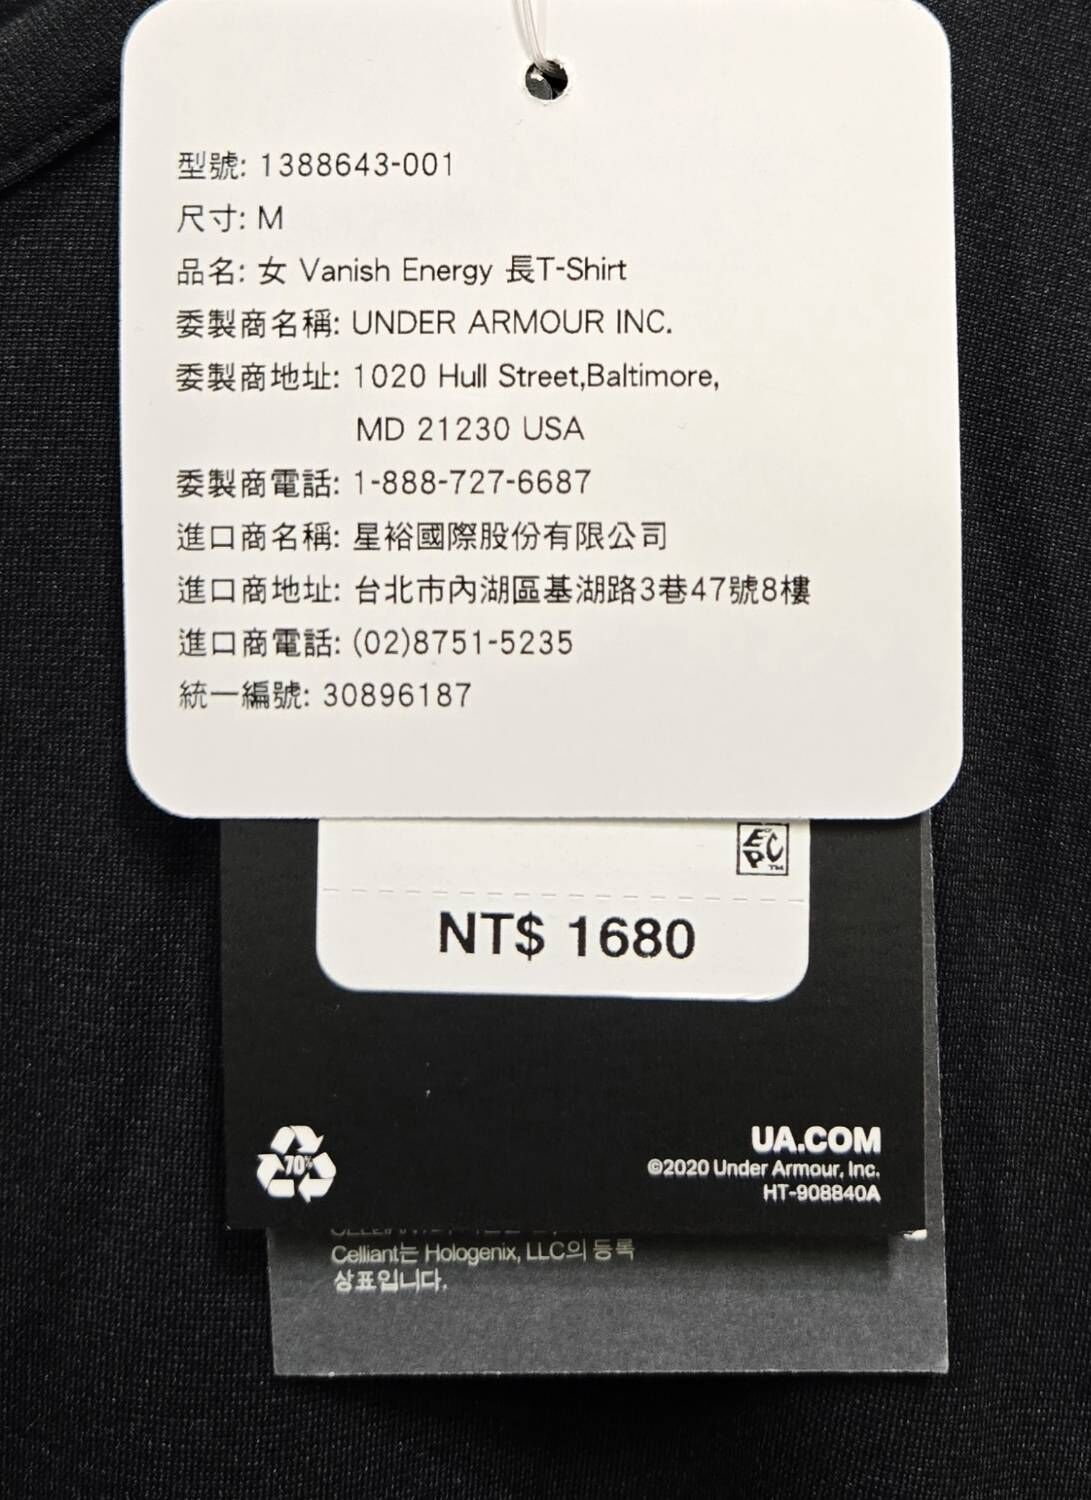 型號: 1388643-001
尺寸: M
品名: 女 Vanish Energy 長T-Shirt
委製商名稱: UNDER ARMOUR INC.
委製商地址: 1020 Hull Street,Baltimore,
MD 21230 USA
委製商電話: 1-888-727-6687
進口商名稱: 星裕國際股份有限公司
進口商地址: 台北市內湖區基湖路3巷47號8樓
進口商電話: (02)8751-5235
統一編號: 30896187
EPC™
NT$ 1680
70%
UA.COM
©2020 Under Armour, Inc.
HT-908840A
Celliant는 Hologenix, LLC의 등록
상표입니다.